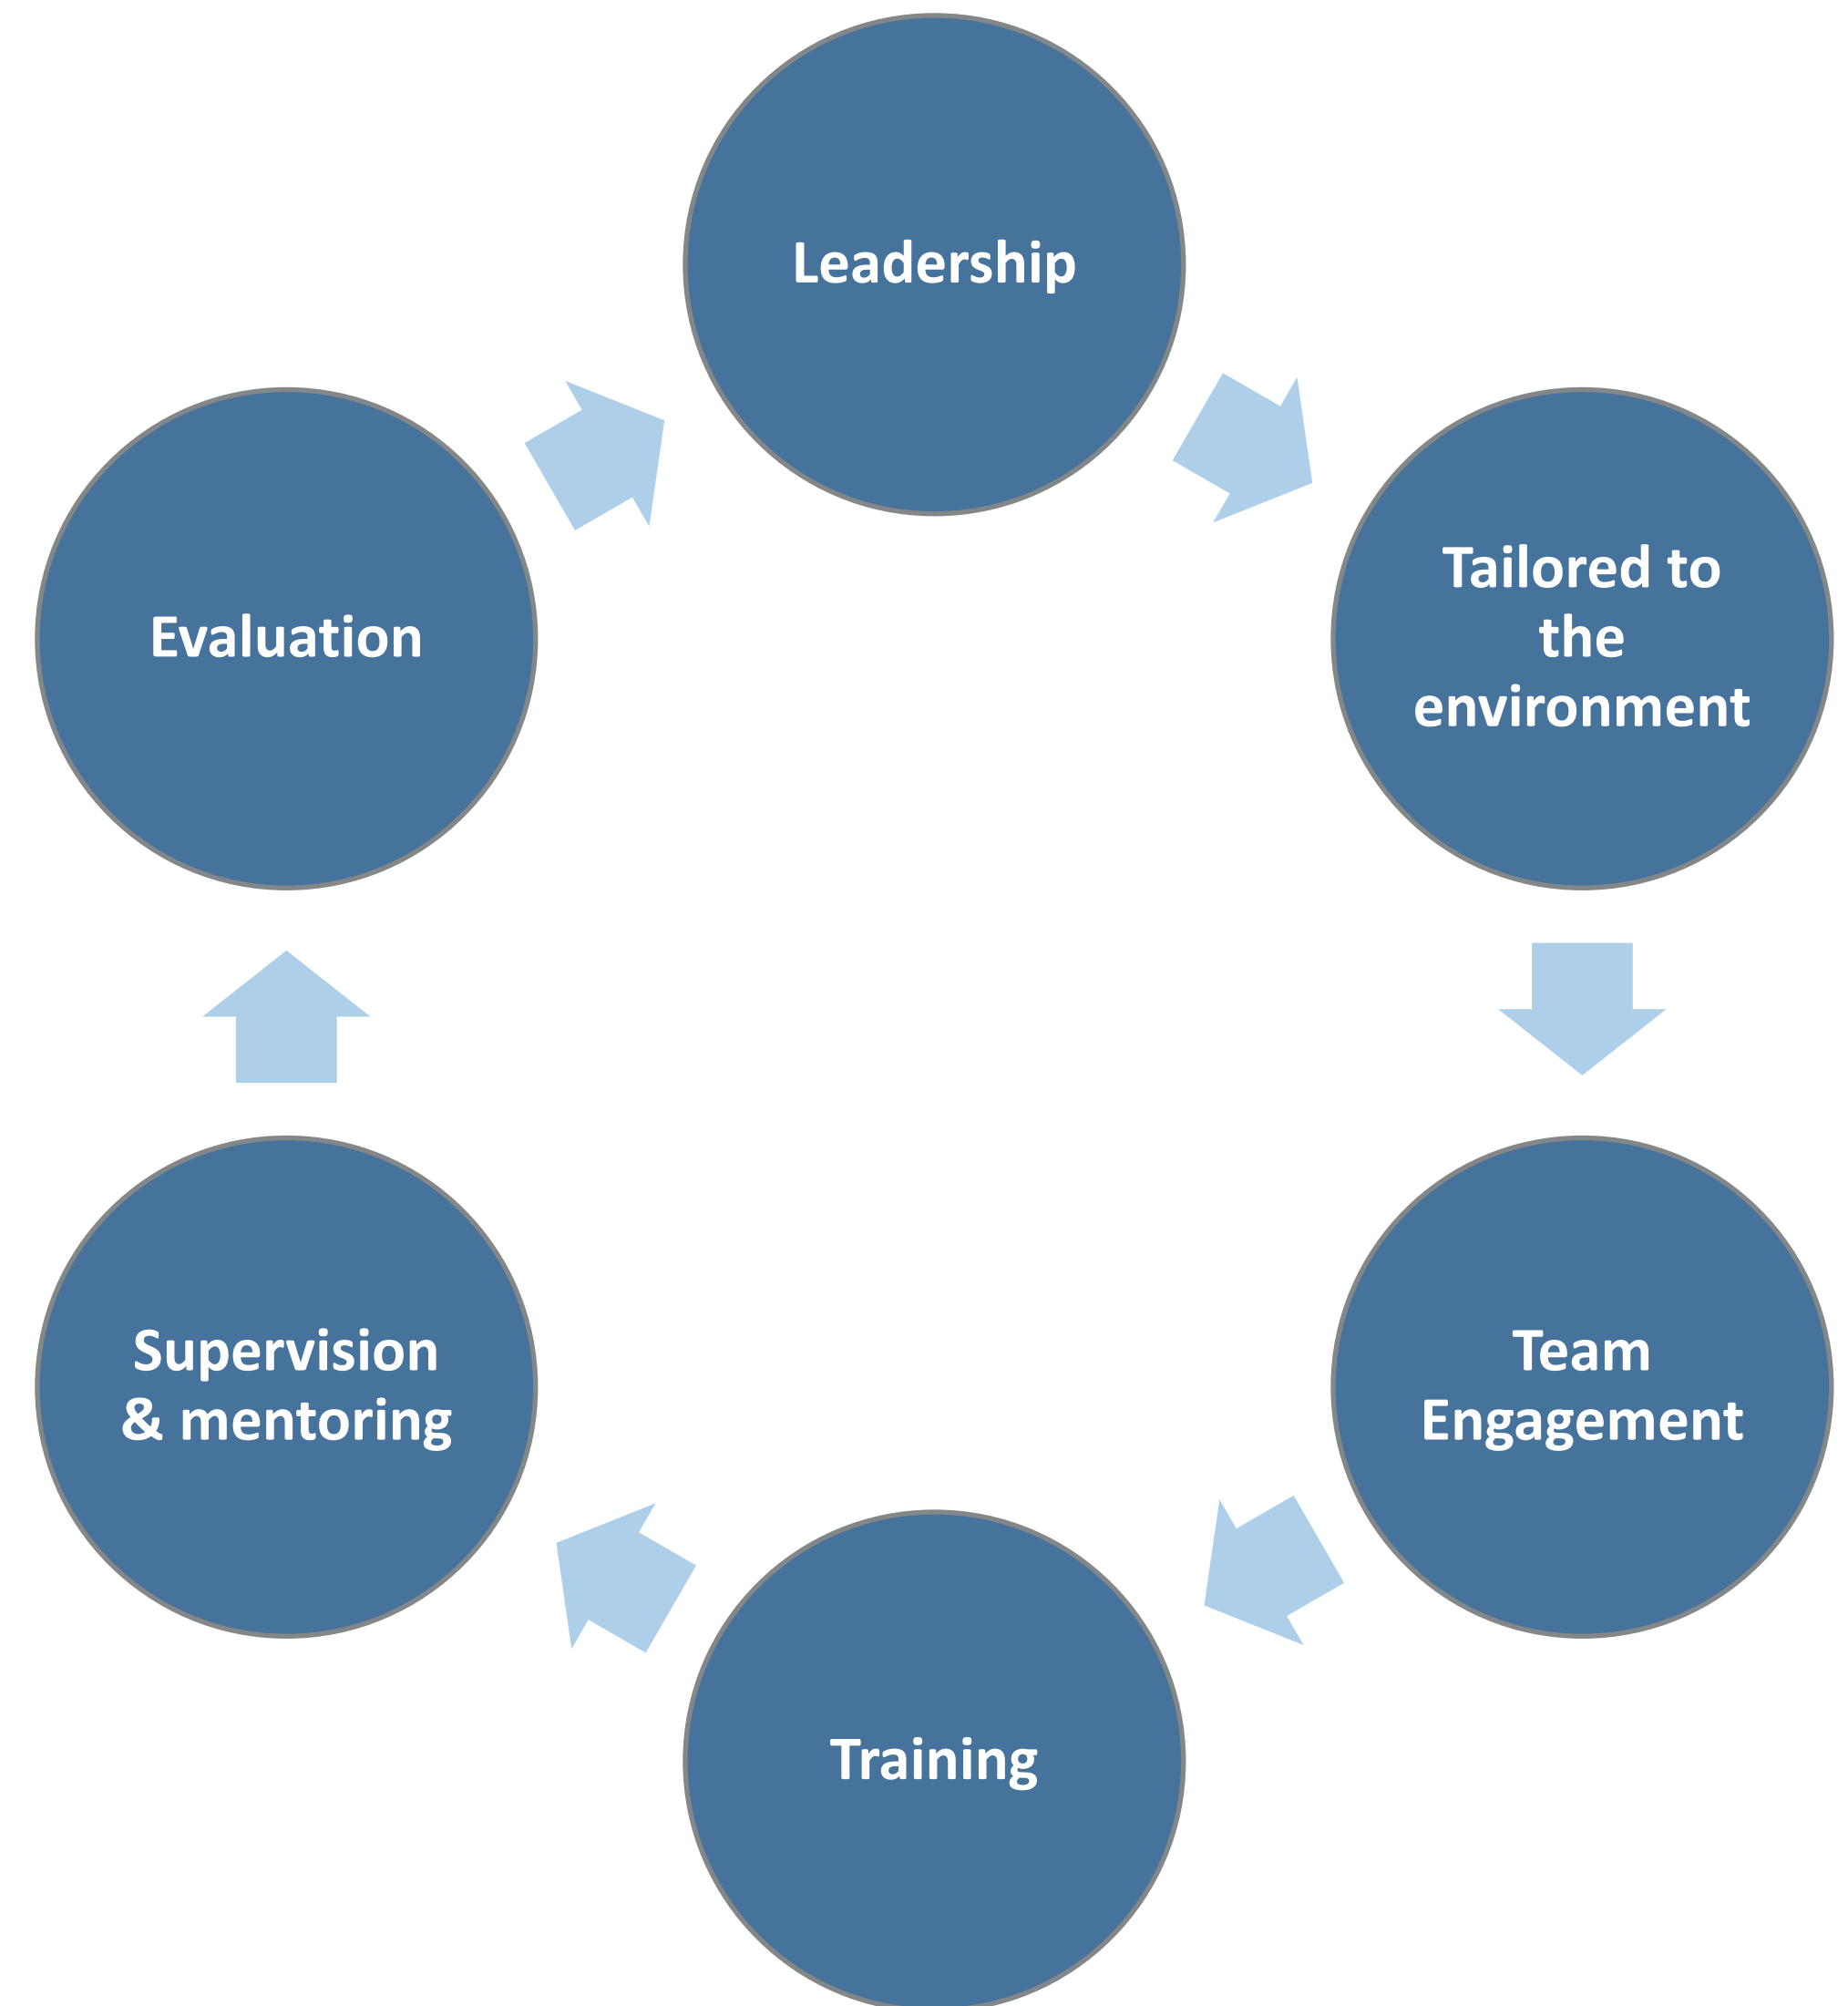 Leadership
Tailored to
the
environment
Team
Engagement
Training
Supervision
& mentoring
Evaluation